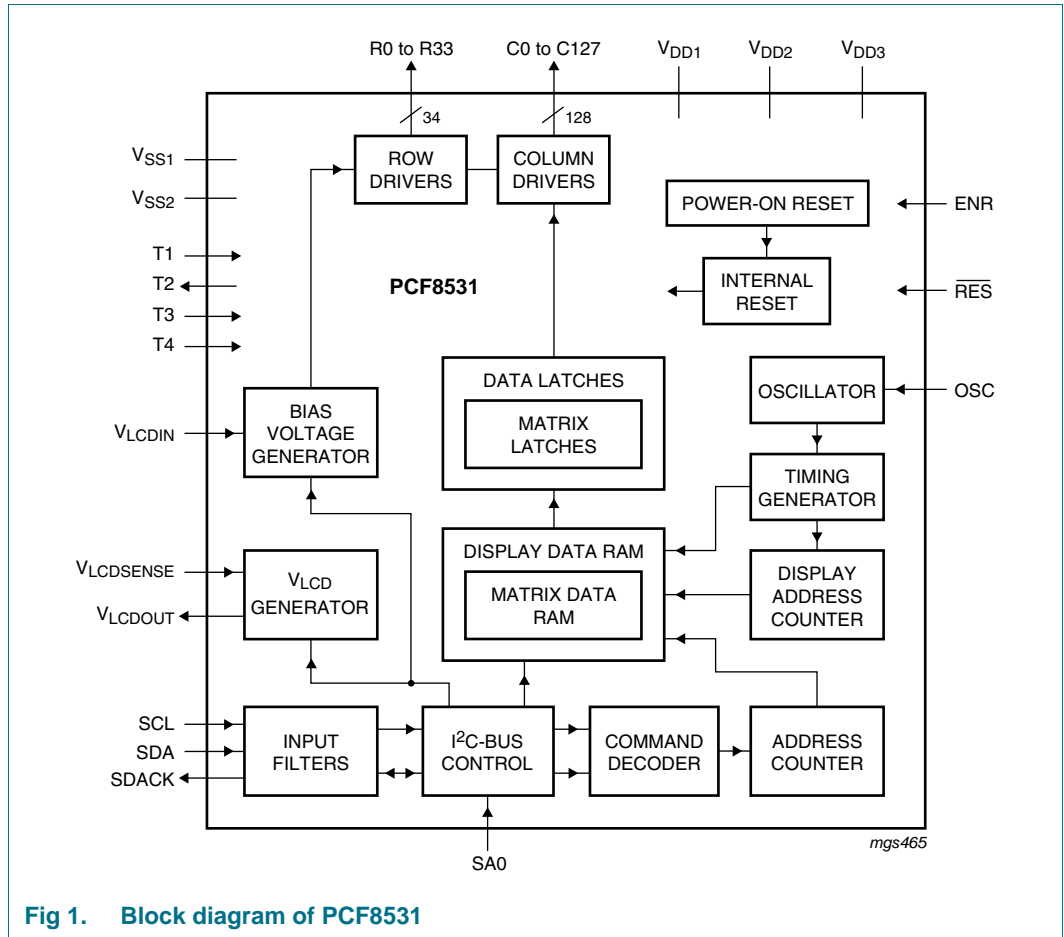 R0 to R33
C0 to C127
VDD1
VDD2
VDD3
34
128
VSS1
VSS2
ROW
DRIVERS
COLUMN
DRIVERS
POWER-ON RESET
ENR
T1
T2
T3
T4
PCF8531
INTERNAL
RESET
RES
DATA LATCHES
MATRIX
LATCHES
OSCILLATOR
OSC
VLCDIN
BIAS
VOLTAGE
GENERATOR
TIMING
GENERATOR
VLCDSENSE
VLCDOUT
VLCD
GENERATOR
DISPLAY DATA RAM
MATRIX DATA
RAM
DISPLAY
ADDRESS
COUNTER
SCL
SDA
SDACK
INPUT
FILTERS
I2C-BUS
CONTROL
COMMAND
DECODER
ADDRESS
COUNTER
SA0
mgs465
Fig 1. Block diagram of PCF8531